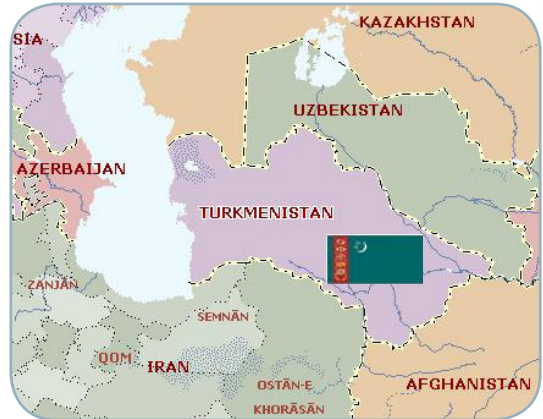 KAZAKHSTAN
SIA
UZBEKISTAN
AZERBAIJAN
TURKMENISTAN
ZANJĀN
SEMNĀN
QOM
IRAN
OSTĀN-E
KHORĀSĀN
AFGHANISTAN